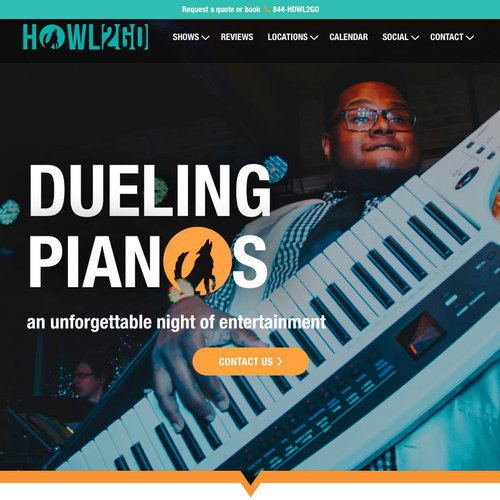 Request a quote or book 844-HOWL2GO
HOWL2GO
SHOWS REVIEWS LOCATIONS CALENDAR SOCIAL CONTACT
DUELING
PIANOS
an unforgettable night of entertainment
CONTACT US